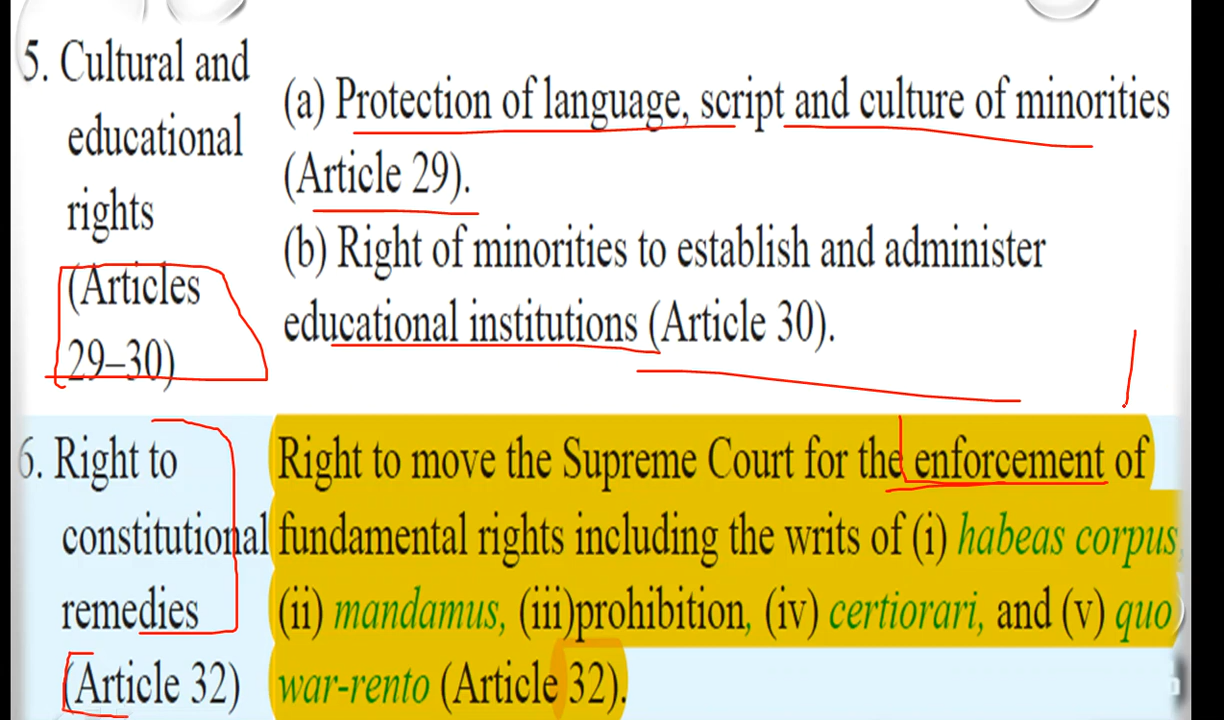 5. Cultural and
educational
rights
(Articles
29–30)
(a) Protection of language, script and culture of minorities
(Article 29).
(b) Right of minorities to establish and administer
educational institutions (Article 30).
6. Right to
constitutional
remedies
(Article 32)
Right to move the Supreme Court for the enforcement of
fundamental rights including the writs of (i) habeas corpus,
(ii) mandamus, (iii)prohibition, (iv) certiorari, and (v) quo
war-rento (Article 32).